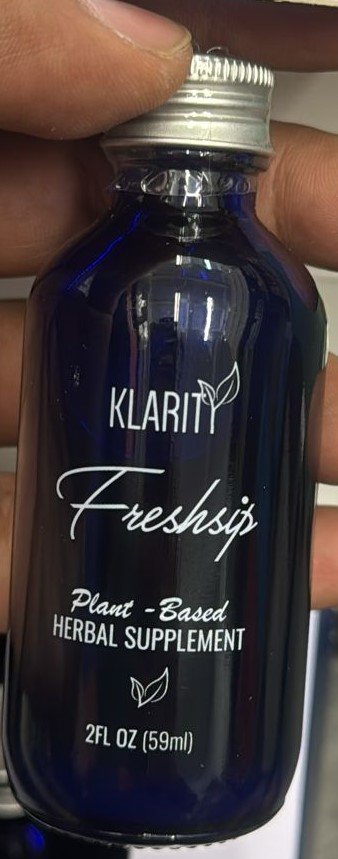 KLARITY
Freshsip
Plant -Based
HERBAL SUPPLEMENT
2FL OZ (59ml)